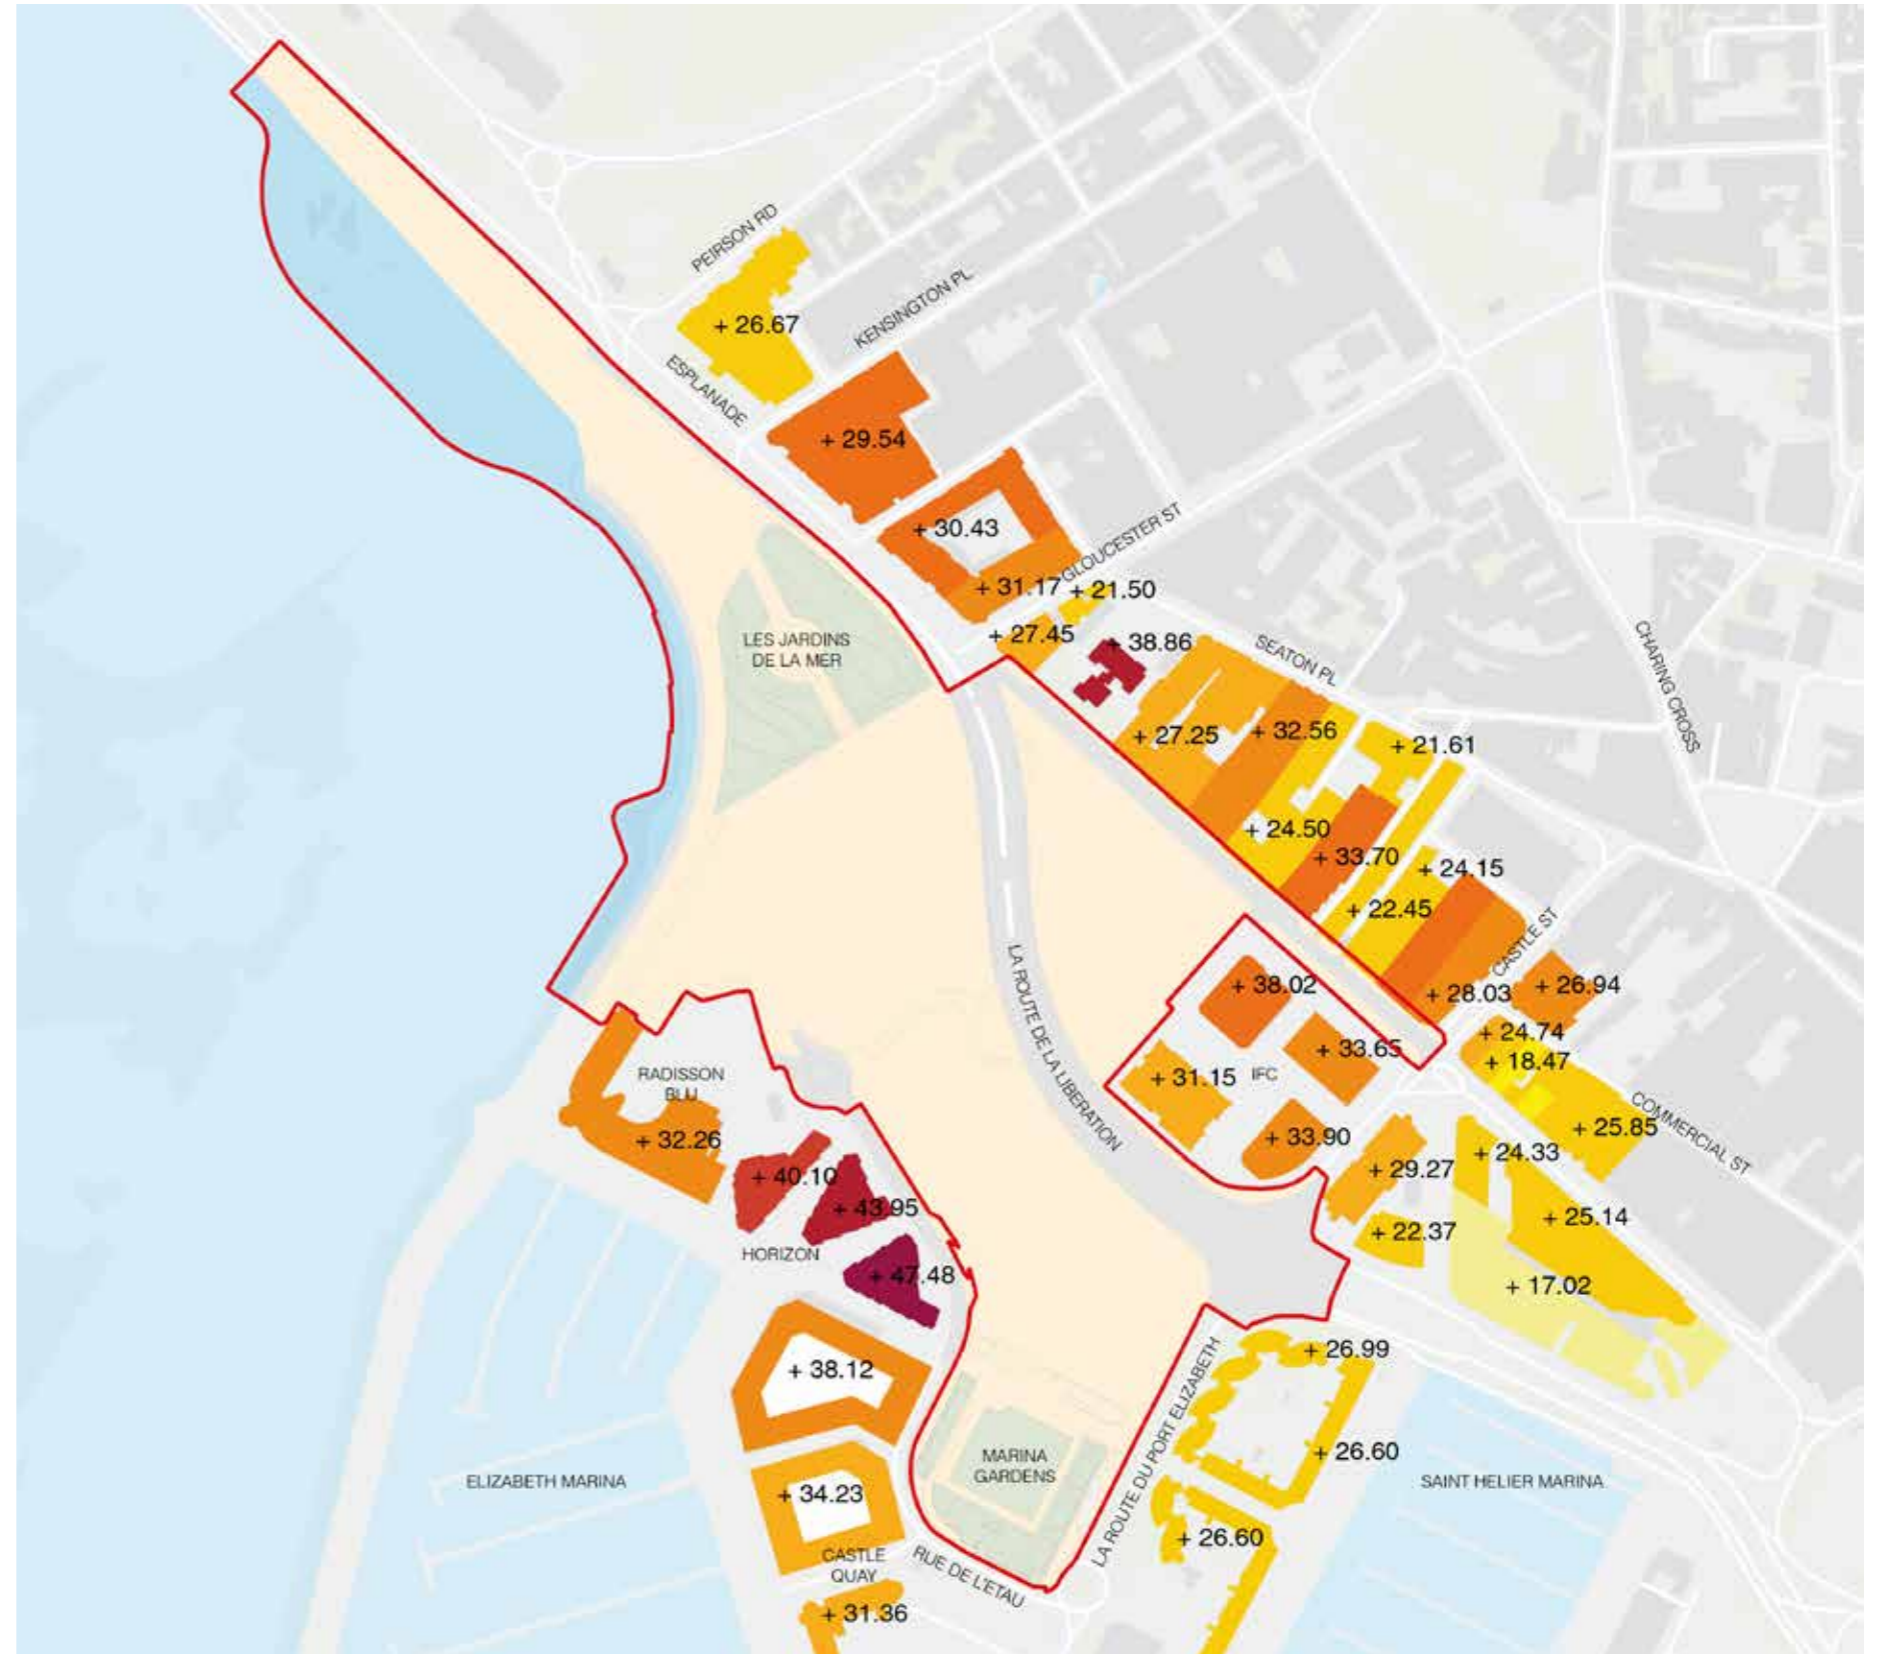 PEIRSON RD
+ 26.67
KENSINGTON PL
ESPLANADE
+ 29.54
+ 30.43
GLOUCESTER ST
+ 31.17
+ 21.50
+ 27.45
+ 38.86
LES JARDINS
DE LA MER
SEATON PL
CHARING CROSS
+ 27.25
+ 32.56
+ 21.61
+ 24.50
+ 33.70
+ 24.15
+ 22.45
CASTLE ST
+ 38.02
+ 28.03
+ 26.94
+ 24.74
+ 33.65
+ 18.47
LA ROUTE DE LA LIBERATION
+ 31.15
IFC
RADISSON
BLU
+ 32.26
+ 33.90
+ 25.85
COMMERCIAL ST
+ 24.33
+ 29.27
+ 40.10
+ 43.95
+ 25.14
+ 22.37
HORIZON
+ 47.48
+ 17.02
+ 26.99
+ 38.12
LA ROUTE DU PORT ELIZABETH
+ 26.60
MARINA
GARDENS
ELIZABETH MARINA
SAINT HELIER MARINA
+ 34.23
+ 26.60
CASTLE
QUAY
RUE DE L'ETAU
+ 31.36